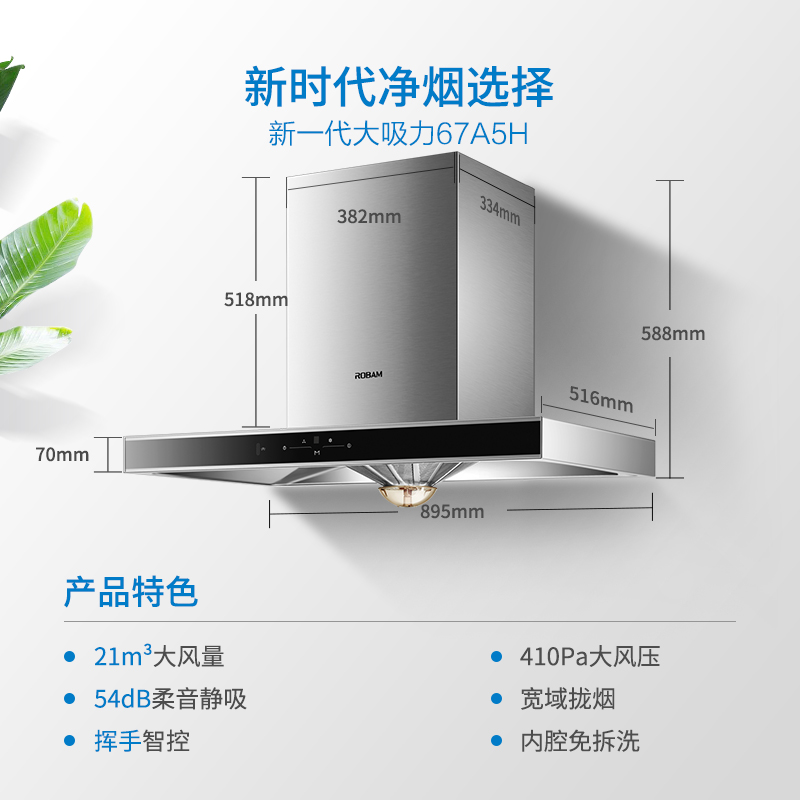 新时代净烟选择
新一代大吸力67A5H
382mm
334mm
518mm
588mm
ROBAM
516mm
70mm
895mm
产品特色
21m³大风量
410Pa大风压
54dB柔音静吸
宽域拢烟
挥手智控
内腔免拆洗